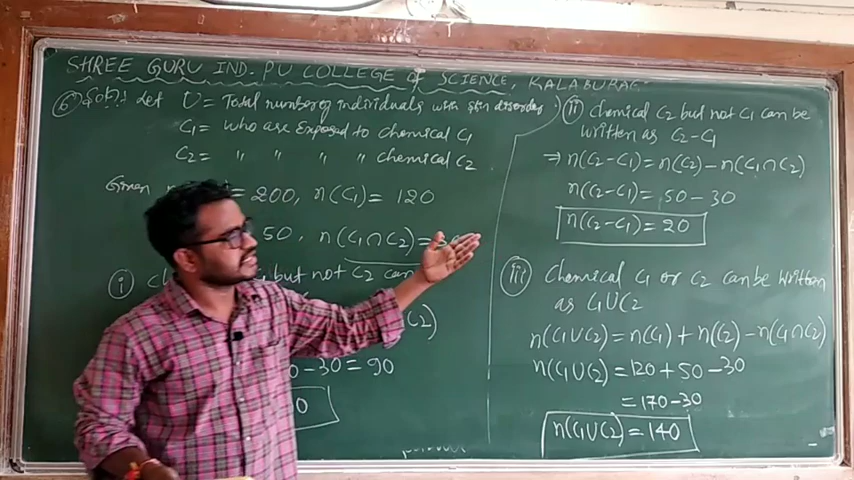 SHREE GURU IND. PU COLLEGE of SCIENCE, KALABURAG
6 Solⁿ: Let U = Total number of individuals with skin disorder
C₁ = who are Exposed to chemical C₁
C₂ = " " " " chemical C₂
Given = 200, n(C₁) = 120
50, n(C₁∩C₂) = 30
i but not C₂ can
C₂)
-30 = 90
0
ii Chemical C₂ but not C₁ can be
written as C₂-C₁
⇒ n(C₂-C₁) = n(C₂) - n(C₁∩C₂)
n(C₂-C₁) = 50 - 30
n(C₂-C₁) = 20
iii Chemical C₁ or C₂ can be written
as C₁∪C₂
n(C₁∪C₂) = n(C₁) + n(C₂) - n(C₁∩C₂)
n(C₁∪C₂) = 120 + 50 - 30
= 170 - 30
n(C₁∪C₂) = 140